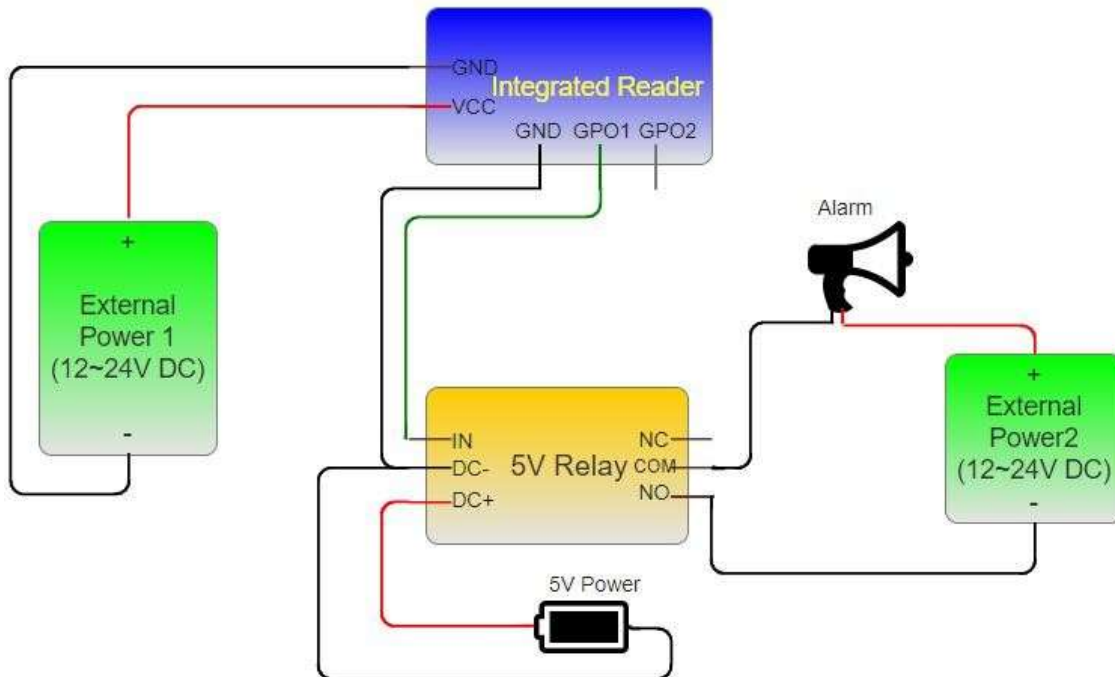 GND
Integrated Reader
VCC
GND GPO1 GPO2
Alarm
+
External
Power 1
(12~24V DC)
-
+
External
Power2
(12~24V DC)
-
IN
DC-
DC+
5V Relay
NC
COM
NO
5V Power